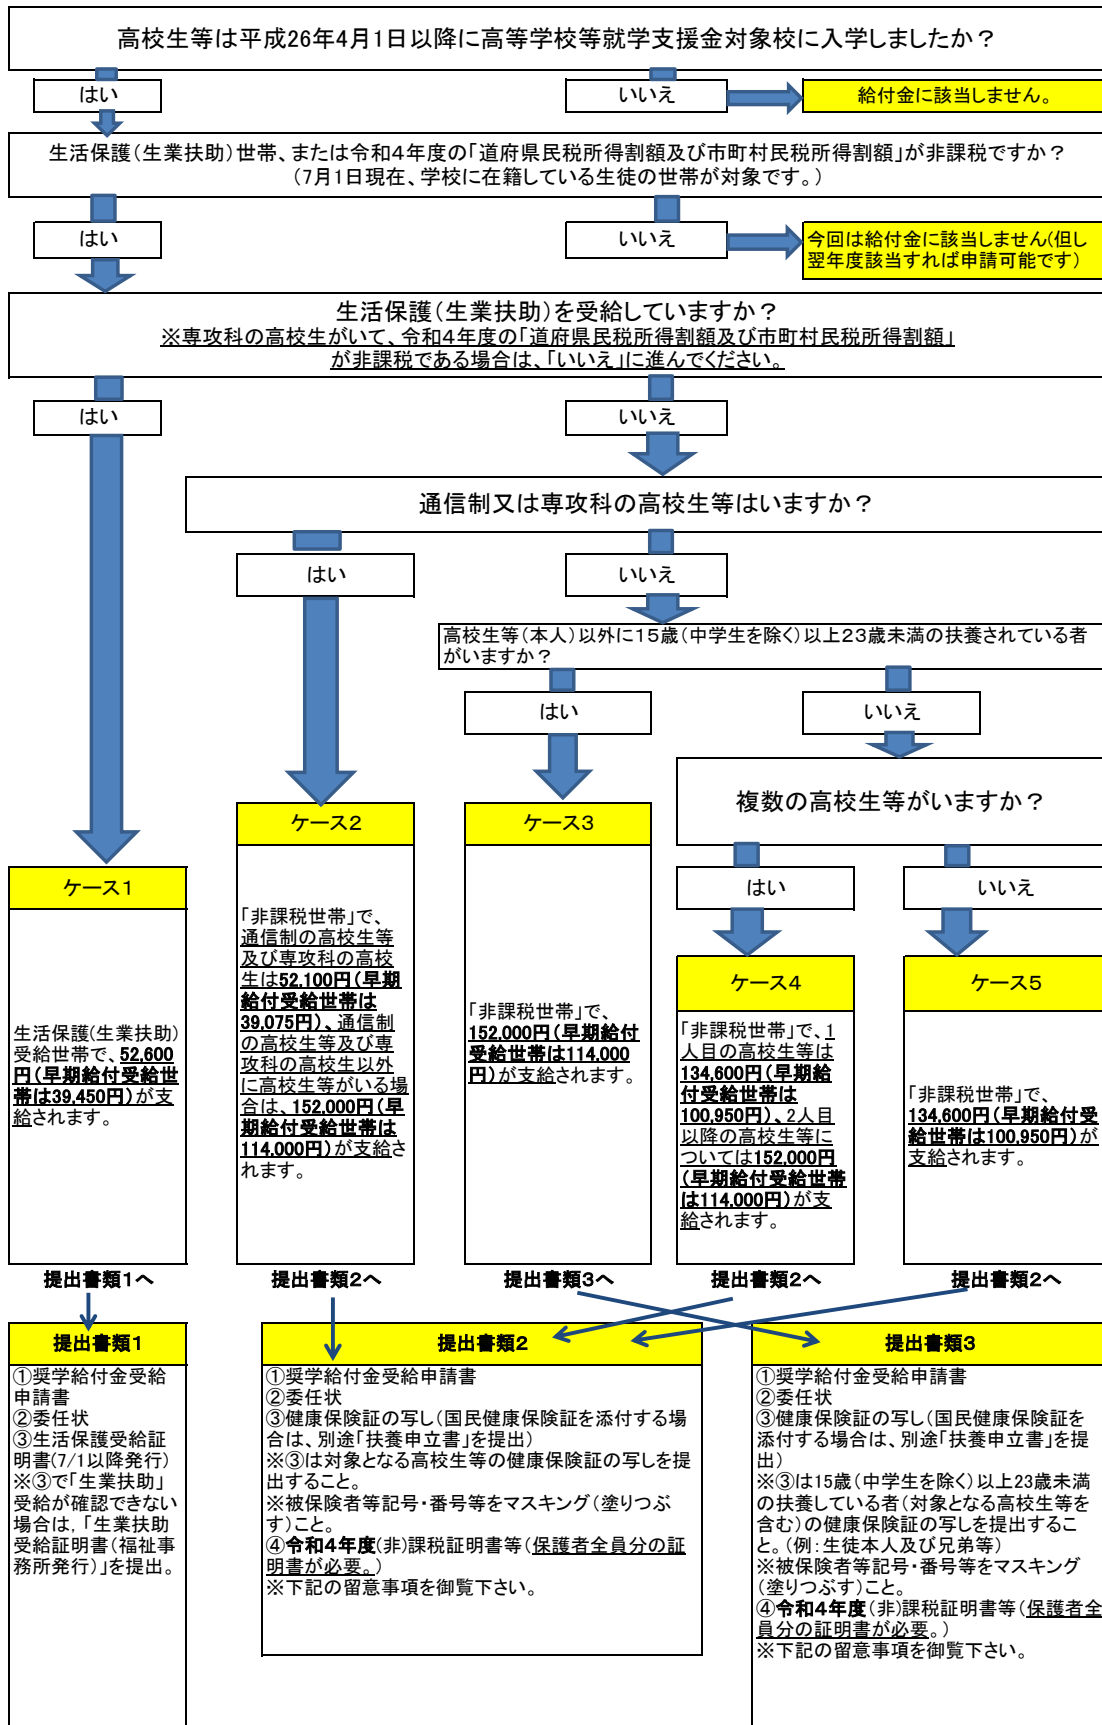 高校生等は平成26年4月1日以降に高等学校等就学支援金対象校に入学しましたか？
はい
いいえ
給付金に該当しません。
生活保護（生業扶助）世帯、または令和4年度の「道府県民税所得割額及び市町村民税所得割額」が非課税ですか？
（7月1日現在、学校に在籍している生徒の世帯が対象です。）
はい
いいえ
今回は給付金に該当しません(但し
翌年度該当すれば申請可能です）
生活保護（生業扶助）を受給していますか？
※専攻科の高校生がいて、令和4年度の「道府県民税所得割額及び市町村民税所得割額」
が非課税である場合は、「いいえ」に進んでください。
はい
いいえ
通信制又は専攻科の高校生等はいますか？
はい
いいえ
高校生等（本人）以外に１５歳（中学生を除く）以上２３歳未満の扶養されている者
がいますか？
はい
いいえ
複数の高校生等がいますか？
はい
いいえ
ケース１
生活保護(生業扶助）
受給世帯で、52,600
円（早期給付受給世
帯は39,450円）が支
給されます。
ケース２
「非課税世帯」で、
通信制の高校生等
及び専攻科の高校
生は52,100円（早期
給付受給世帯は
39,075円）、通信制
の高校生等及び専
攻科の高校生以外
に高校生等がいる場
合は、152,000円（早
期給付受給世帯は
114,000円）が支給さ
れます。
ケース３
「非課税世帯」で、
152,000円（早期給付
受給世帯は114,000
円）が支給されます。
ケース４
「非課税世帯」で、1
人目の高校生等は
134,600円（早期給
付受給世帯は
100,950円）、2人目
以降の高校生等に
ついては152,000円
（早期給付受給世帯
は114,000円）が支
給されます。
ケース５
「非課税世帯」で、
134,600円（早期給付受
給世帯は100,950円）が
支給されます。
提出書類１へ
提出書類２へ
提出書類３へ
提出書類２へ
提出書類２へ
提出書類１
①奨学給付金受給
申請書
②委任状
③生活保護受給証
明書(7/1以降発行）
※③で「生業扶助」
受給が確認できない
場合は，「生業扶助
受給証明書（福祉事
務所発行）」を提出。
提出書類２
①奨学給付金受給申請書
②委任状
③健康保険証の写し（国民健康保険証を添付する場
合は、別途「扶養申立書」を提出）
※③は対象となる高校生等の健康保険証の写しを提
出すること。
※被保険者等記号・番号等をマスキング（塗りつぶ
す）こと。
④令和4年度(非)課税証明書等（保護者全員分の証
明書が必要。）
※下記の留意事項を御覧下さい。
提出書類３
①奨学給付金受給申請書
②委任状
③健康保険証の写し（国民健康保険証を
添付する場合は、別途「扶養申立書」を提
出）
※③は15歳（中学生を除く）以上23歳未満
の扶養している者（対象となる高校生等を
含む）の健康保険証の写しを提出するこ
と。（例：生徒本人及び兄弟等）
※被保険者等記号・番号等をマスキング
（塗りつぶす）こと。
④令和4年度（非）課税証明書等（保護者全
員分の証明書が必要。）
※下記の留意事項を御覧下さい。